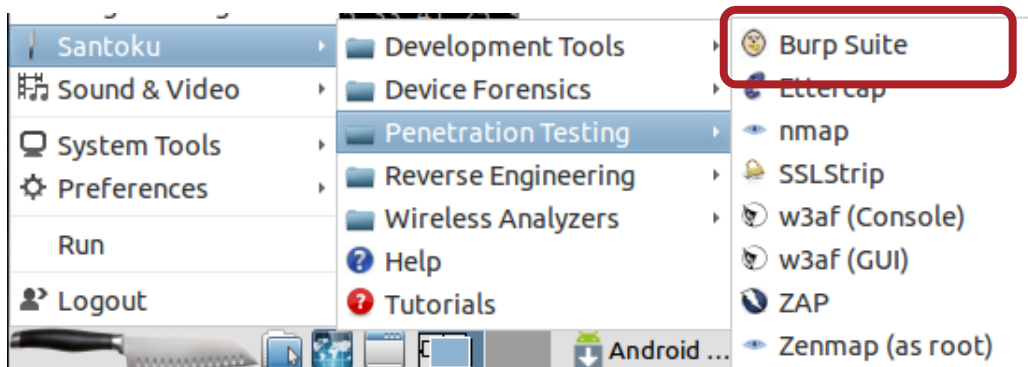 Santoku
Sound & Video
System Tools
Preferences
Run
Logout
Development Tools
Device Forensics
Penetration Testing
Reverse Engineering
Wireless Analyzers
Help
Tutorials
Burp Suite
Ettercap
nmap
SSLStrip
w3af (Console)
w3af (GUI)
ZAP
Zenmap (as root)
Android ...